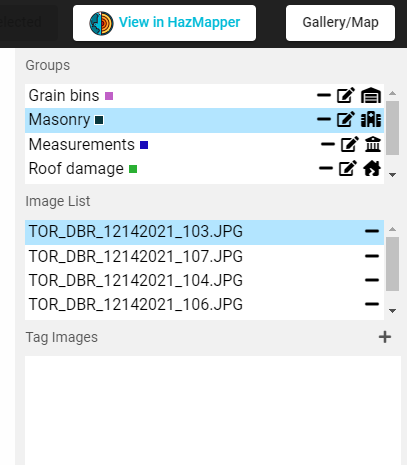 elected
View in HazMapper
Gallery/Map
Groups
Grain bins
Masonry
Measurements
Roof damage
Image List
TOR_DBR_12142021_103.JPG
TOR_DBR_12142021_107.JPG
TOR_DBR_12142021_104.JPG
TOR_DBR_12142021_106.JPG
Tag Images